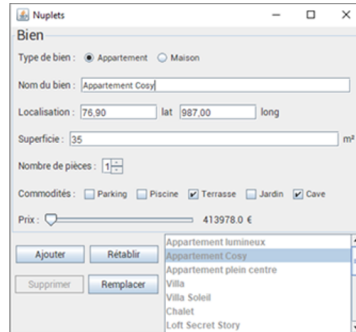 Nuplets
Bien
Type de bien : Appartement Maison
Nom du bien : Appartement Cosy
Localisation : 76,90 lat 987,00 long
Superficie : 35 m²
Nombre de pièces : 1
Commodités : Parking Piscine Terrasse Jardin Cave
Prix : 413978.0 €
Ajouter Rétablir
Supprimer Remplacer
Appartement lumineux
Appartement Cosy
Appartement plein centre
Villa
Villa Soleil
Chalet
Loft Secret Story